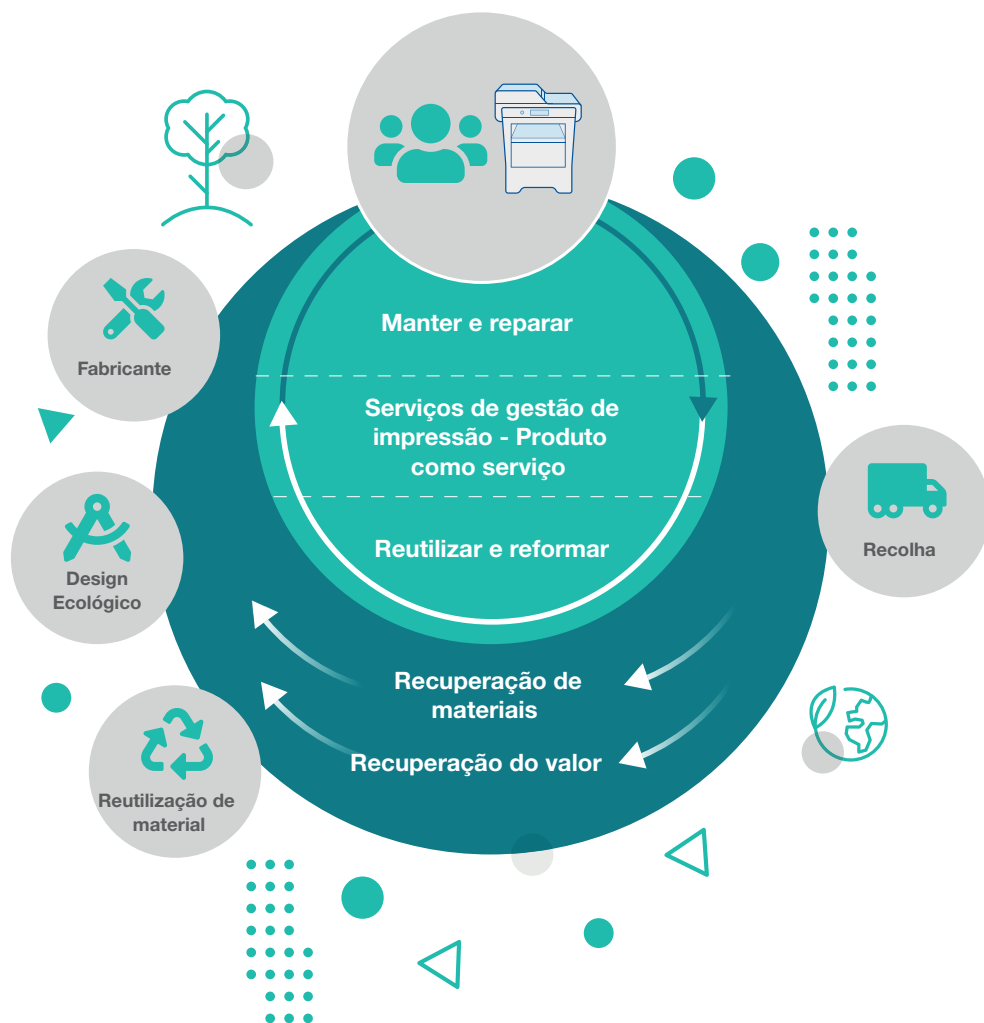 Manter e reparar
Fabricante
Serviços de gestão de
impressão - Produto
como serviço
Reutilizar e reformar
Recolha
Design
Ecológico
Recuperação de
materiais
Recuperação do valor
Reutilização de
material